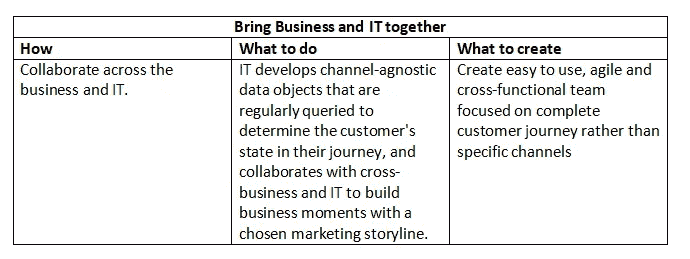 Bring Business and IT together
How
What to do
What to create
Collaborate across the
business and IT.
IT develops channel-agnostic
data objects that are
regularly queried to
determine the customer's
state in their journey, and
collaborates with cross-
business and IT to build
business moments with a
chosen marketing storyline.
Create easy to use, agile and
cross-functional team
focused on complete
customer journey rather than
specific channels